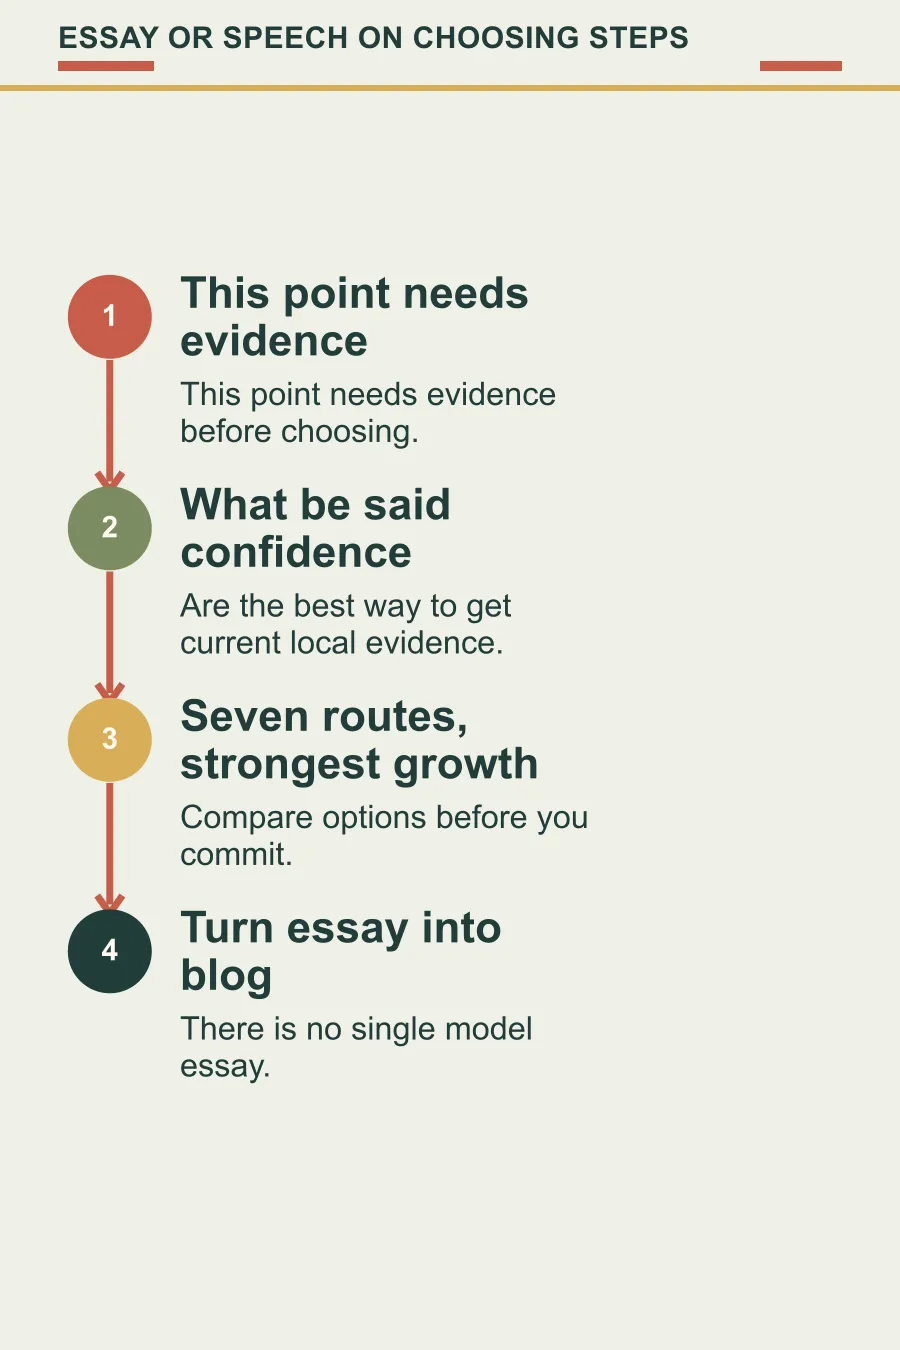 ESSAY OR SPEECH ON CHOOSING STEPS
1
This point needs
evidence
This point needs evidence
before choosing.
2
What be said
confidence
Are the best way to get
current local evidence.
3
Seven routes,
strongest growth
Compare options before you
commit.
4
Turn essay into
blog
There is no single model
essay.